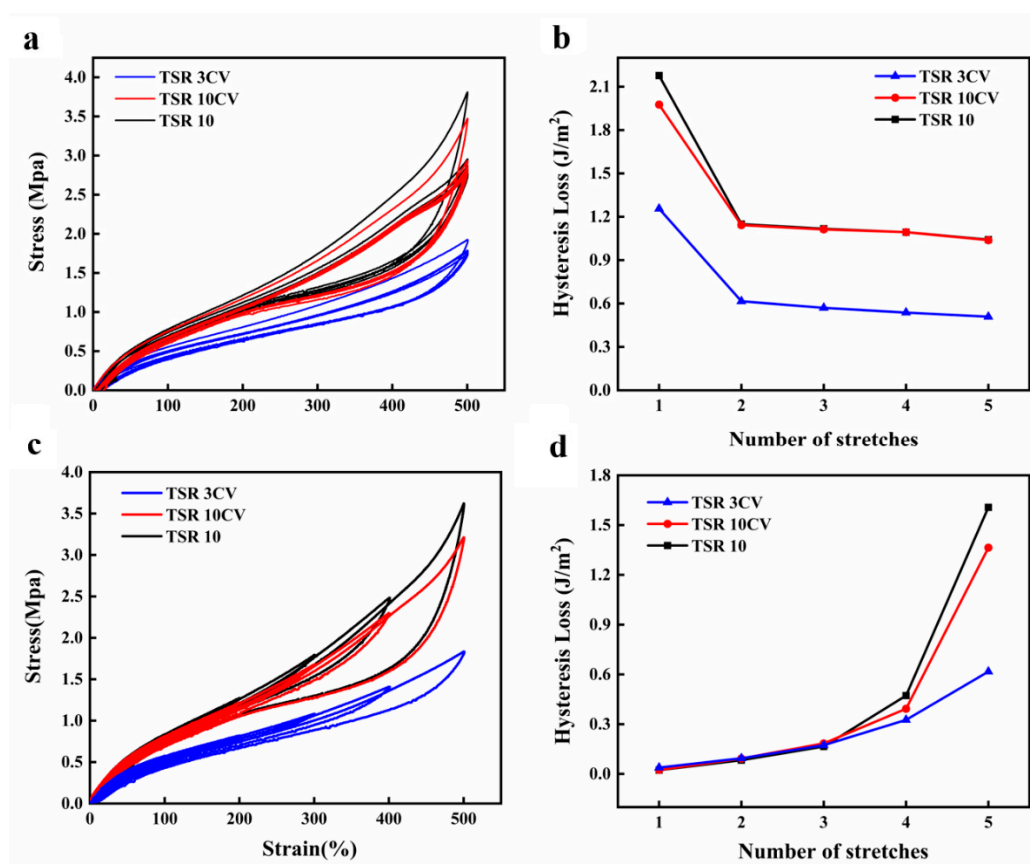 a
TSR 3CV
TSR 10CV
TSR 10
Stress (Mpa)
4.0
3.5
3.0
2.5
2.0
1.5
1.0
0.5
0.0
0 100 200 300 400 500
b
TSR 3CV
TSR 10CV
TSR 10
Hysteresis Loss (J/m²)
2.1
1.8
1.5
1.2
0.9
0.6
0.3
0.0
1 2 3 4 5
Number of stretches
c
TSR 3CV
TSR 10CV
TSR 10
Stress(Mpa)
4.0
3.5
3.0
2.5
2.0
1.5
1.0
0.5
0.0
0 100 200 300 400 500
Strain(%)
d
TSR 3CV
TSR 10CV
TSR 10
Hysteresis Loss (J/m²)
1.8
1.5
1.2
0.9
0.6
0.3
0.0
1 2 3 4 5
Number of stretches